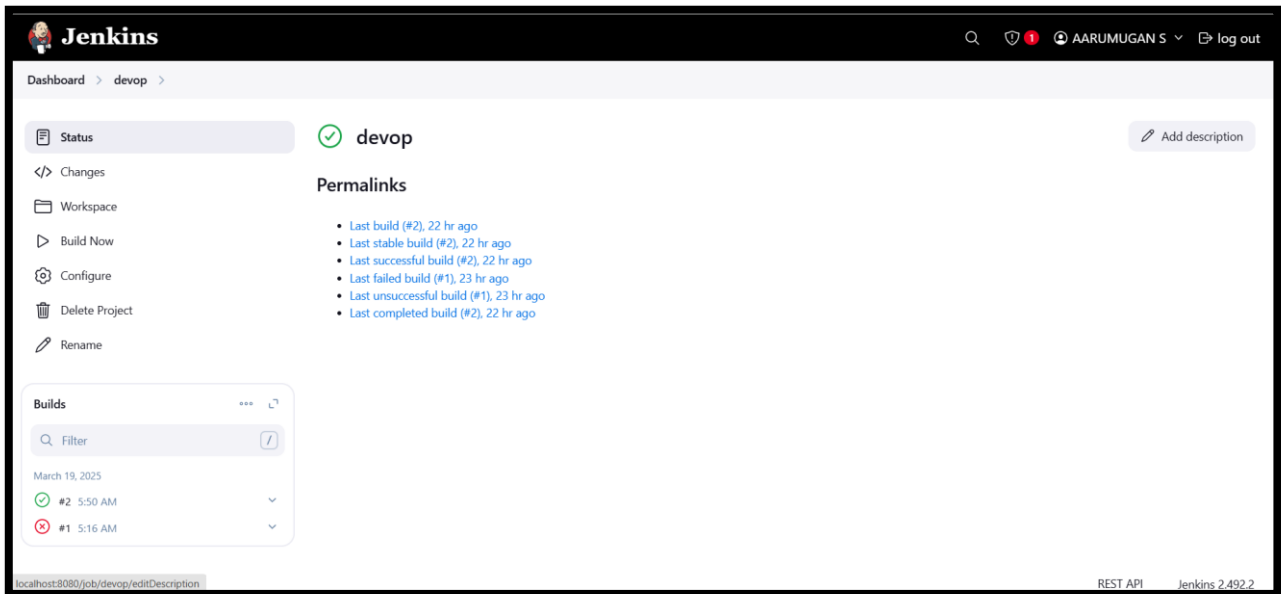 Jenkins
1 AARUMUGAN S log out
Dashboard > devop >
Status
Changes
Workspace
Build Now
Configure
Delete Project
Rename
devop
Add description
Permalinks
Last build (#2), 22 hr ago
Last stable build (#2), 22 hr ago
Last successful build (#2), 22 hr ago
Last failed build (#1), 23 hr ago
Last unsuccessful build (#1), 23 hr ago
Last completed build (#2), 22 hr ago
Builds
Filter /
March 19, 2025
#2 5:50 AM
#1 5:16 AM
localhost:8080/job/devop/editDescription
REST API Jenkins 2.492.2